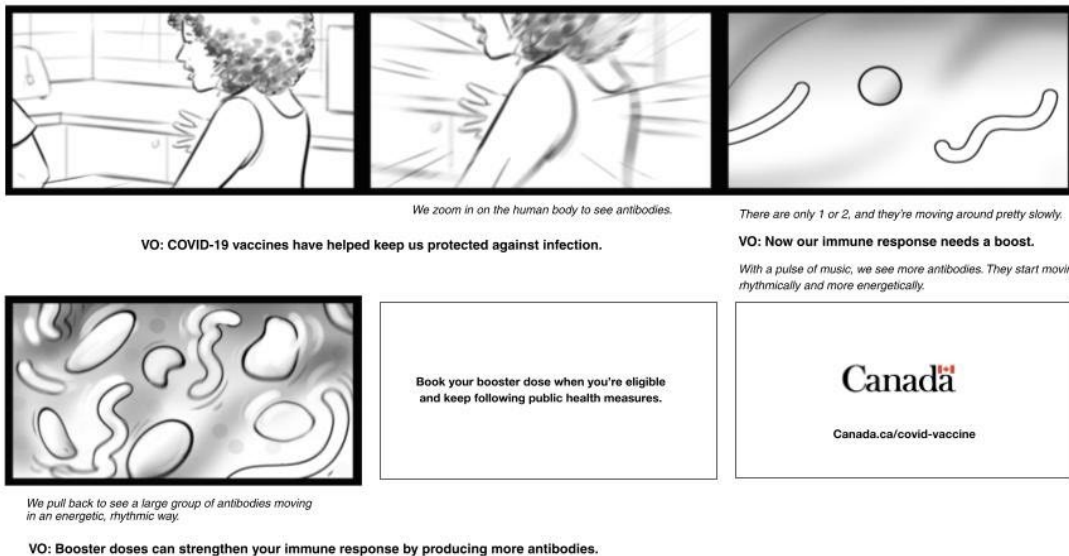 We zoom in on the human body to see antibodies.
VO: COVID-19 vaccines have helped keep us protected against infection.
There are only 1 or 2, and they're moving around pretty slowly.
VO: Now our immune response needs a boost.
With a pulse of music, we see more antibodies. They start movin
rhythmically and more energetically.
Book your booster dose when you're eligible
and keep following public health measures.
Canada
Canada.ca/covid-vaccine
We pull back to see a large group of antibodies moving
in an energetic, rhythmic way.
VO: Booster doses can strengthen your immune response by producing more antibodies.